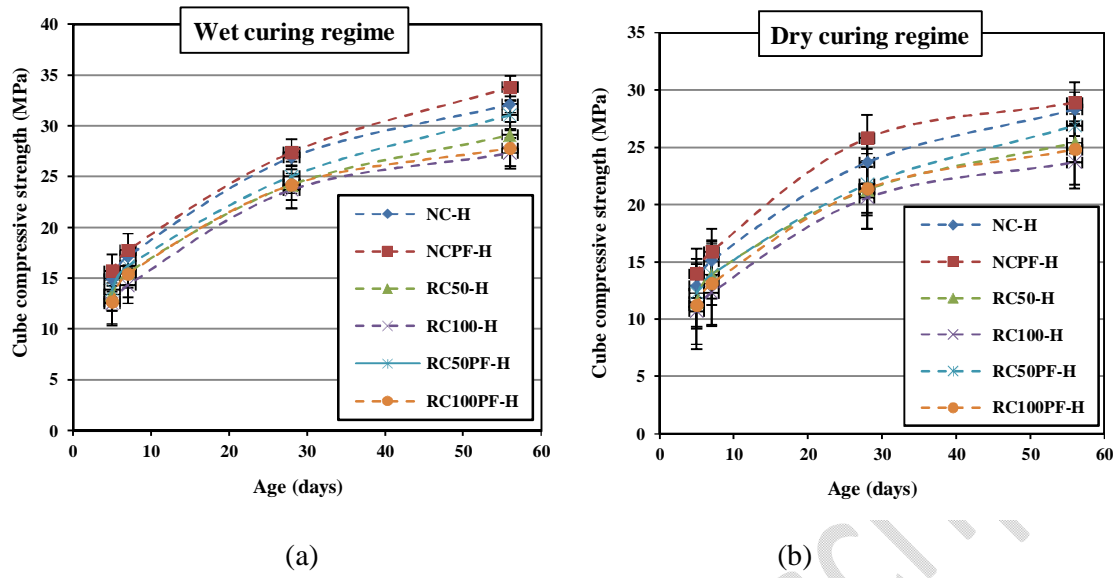 Wet curing regime
Cube compressive strength (MPa)
40
35
30
25
20
15
10
5
0
0 10 20 30 40 50 60
Age (days)
NC-H
NCPF-H
RC50-H
RC100-H
RC50PF-H
RC100PF-H
(a)
Dry curing regime
Cube compressive strength (MPa)
35
30
25
20
15
10
5
0
0 10 20 30 40 50 60
Age (days)
NC-H
NCPF-H
RC50-H
RC100-H
RC50PF-H
RC100PF-H
(b)